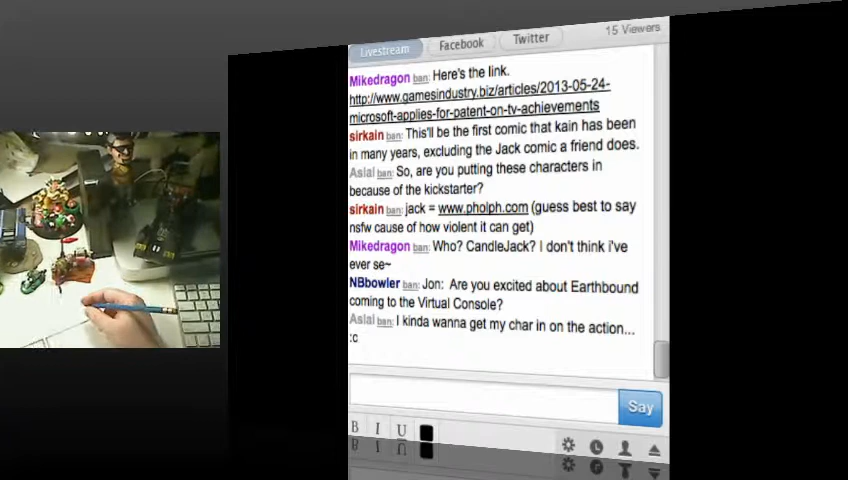 Livestream Facebook Twitter 15 Viewers
Mikedragon ban: Here's the link.
http://www.gamesindustry.biz/articles/2013-05-24-
microsoft-applies-for-patent-on-tv-achievements
sirkain ban: This'll be the first comic that kain has been
in many years, excluding the Jack comic a friend does.
Aslal ban: So, are you putting these characters in
because of the kickstarter?
sirkain ban: jack = www.pholph.com (guess best to say
nsfw cause of how violent it can get)
Mikedragon ban: Who? CandleJack? I don't think i've
ever se~
NBbowler ban: Jon: Are you excited about Earthbound
coming to the Virtual Console?
Aslal ban: I kinda wanna get my char in on the action...
:c
Say
B I U